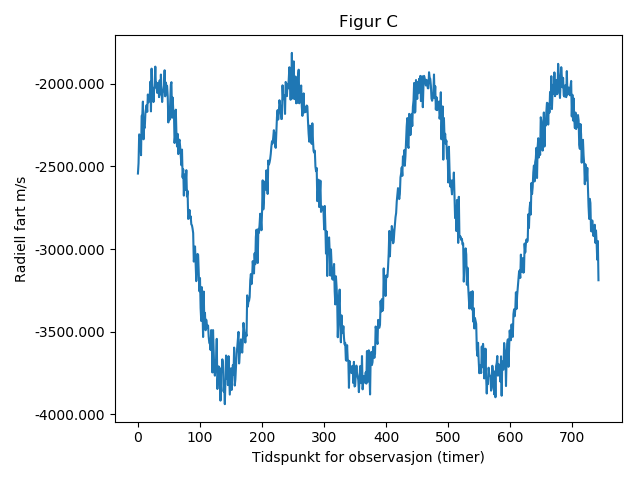 Figur C
Radiell fart m/s
-2000.000
-2500.000
-3000.000
-3500.000
-4000.000
0 100 200 300 400 500 600 700
Tidspunkt for observasjon (timer)